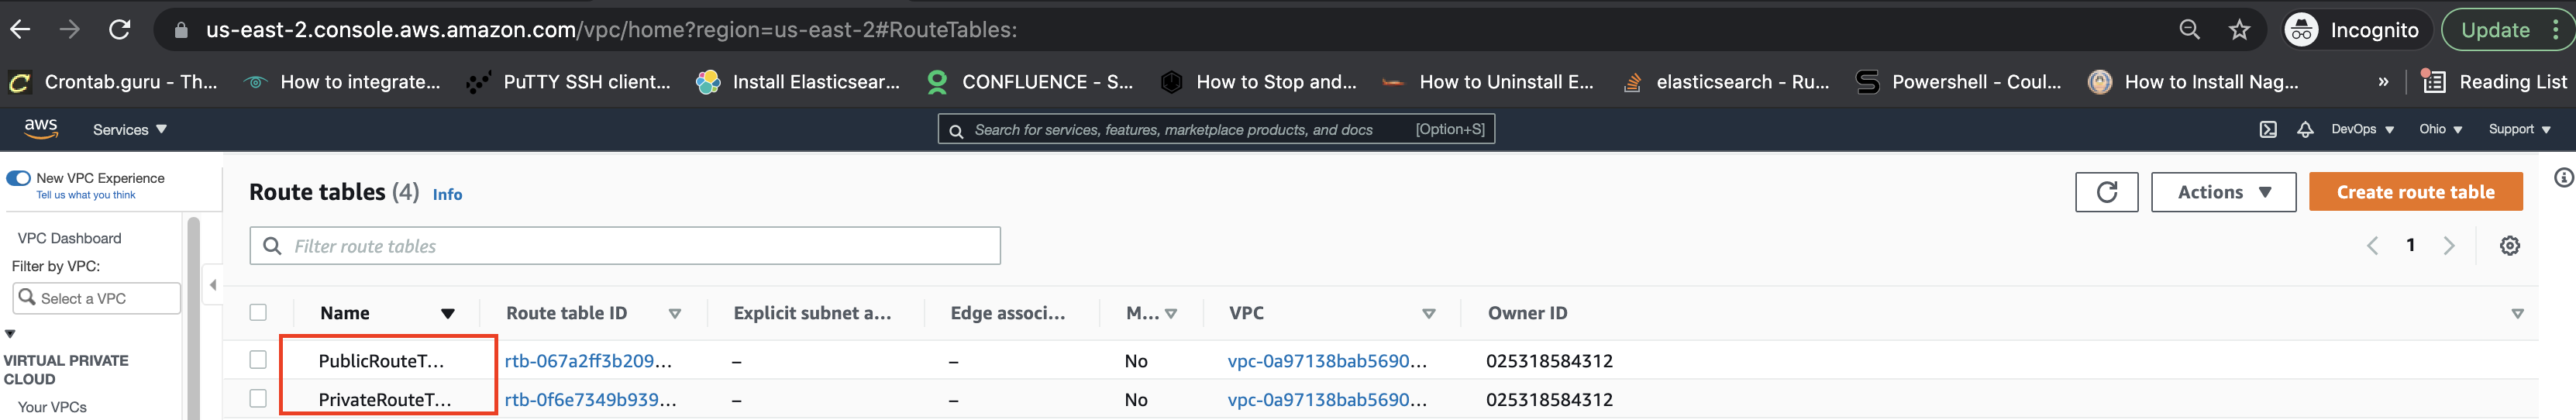 us-east-2.console.aws.amazon.com/vpc/home?region=us-east-2#RouteTables:
Incognito
Update
Crontab.guru - Th...
How to integrate...
PuTTY SSH client...
Install Elasticsear...
CONFLUENCE - S...
How to Stop and...
How to Uninstall E...
elasticsearch - Ru...
Powershell - Coul...
How to Install Nag...
»
Reading List
aws
Services
Search for services, features, marketplace products, and docs
[Option+S]
DevOps
Ohio
Support
New VPC Experience
Tell us what you think
VPC Dashboard
Filter by VPC:
Select a VPC
VIRTUAL PRIVATE
CLOUD
Your VPCs
Route tables (4) Info
Actions
Create route table
Filter route tables
1
Name Route table ID Explicit subnet a... Edge associ... M... VPC Owner ID
PublicRouteT... rtb-067a2ff3b209... – – No vpc-0a97138bab5690... 025318584312
PrivateRouteT... rtb-0f6e7349b939... – – No vpc-0a97138bab5690... 025318584312